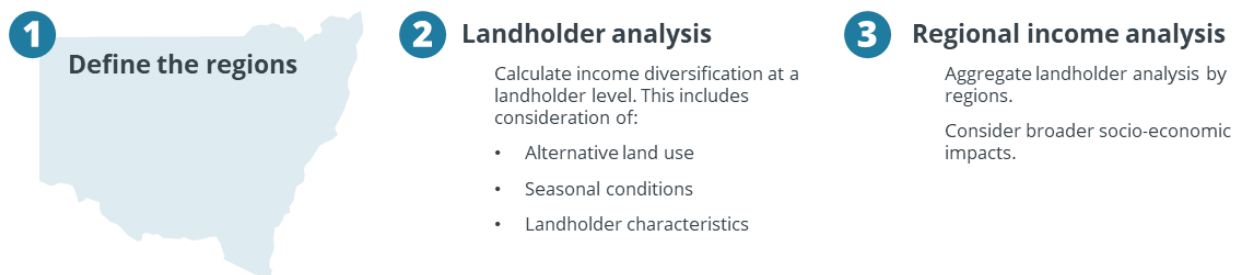 1
Define the regions
2
Landholder analysis
Calculate income diversification at a
landholder level. This includes
consideration of:
• Alternative land use
• Seasonal conditions
• Landholder characteristics
3
Regional income analysis
Aggregate landholder analysis by
regions.
Consider broader socio-economic
impacts.